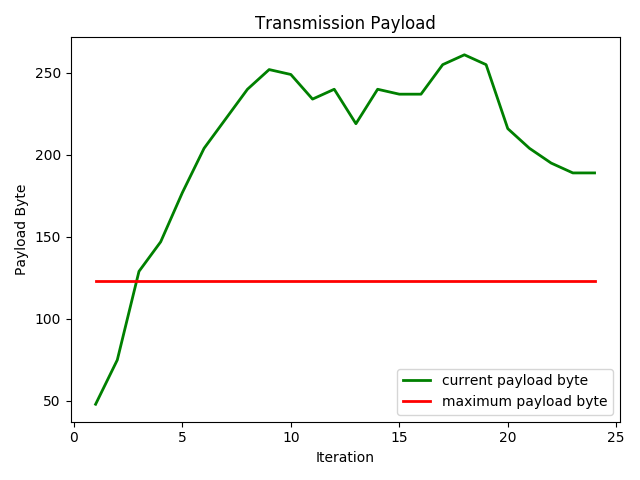 Transmission Payload
Payload Byte
250
200
150
100
50
0
5
10
15
20
25
Iteration
current payload byte
maximum payload byte